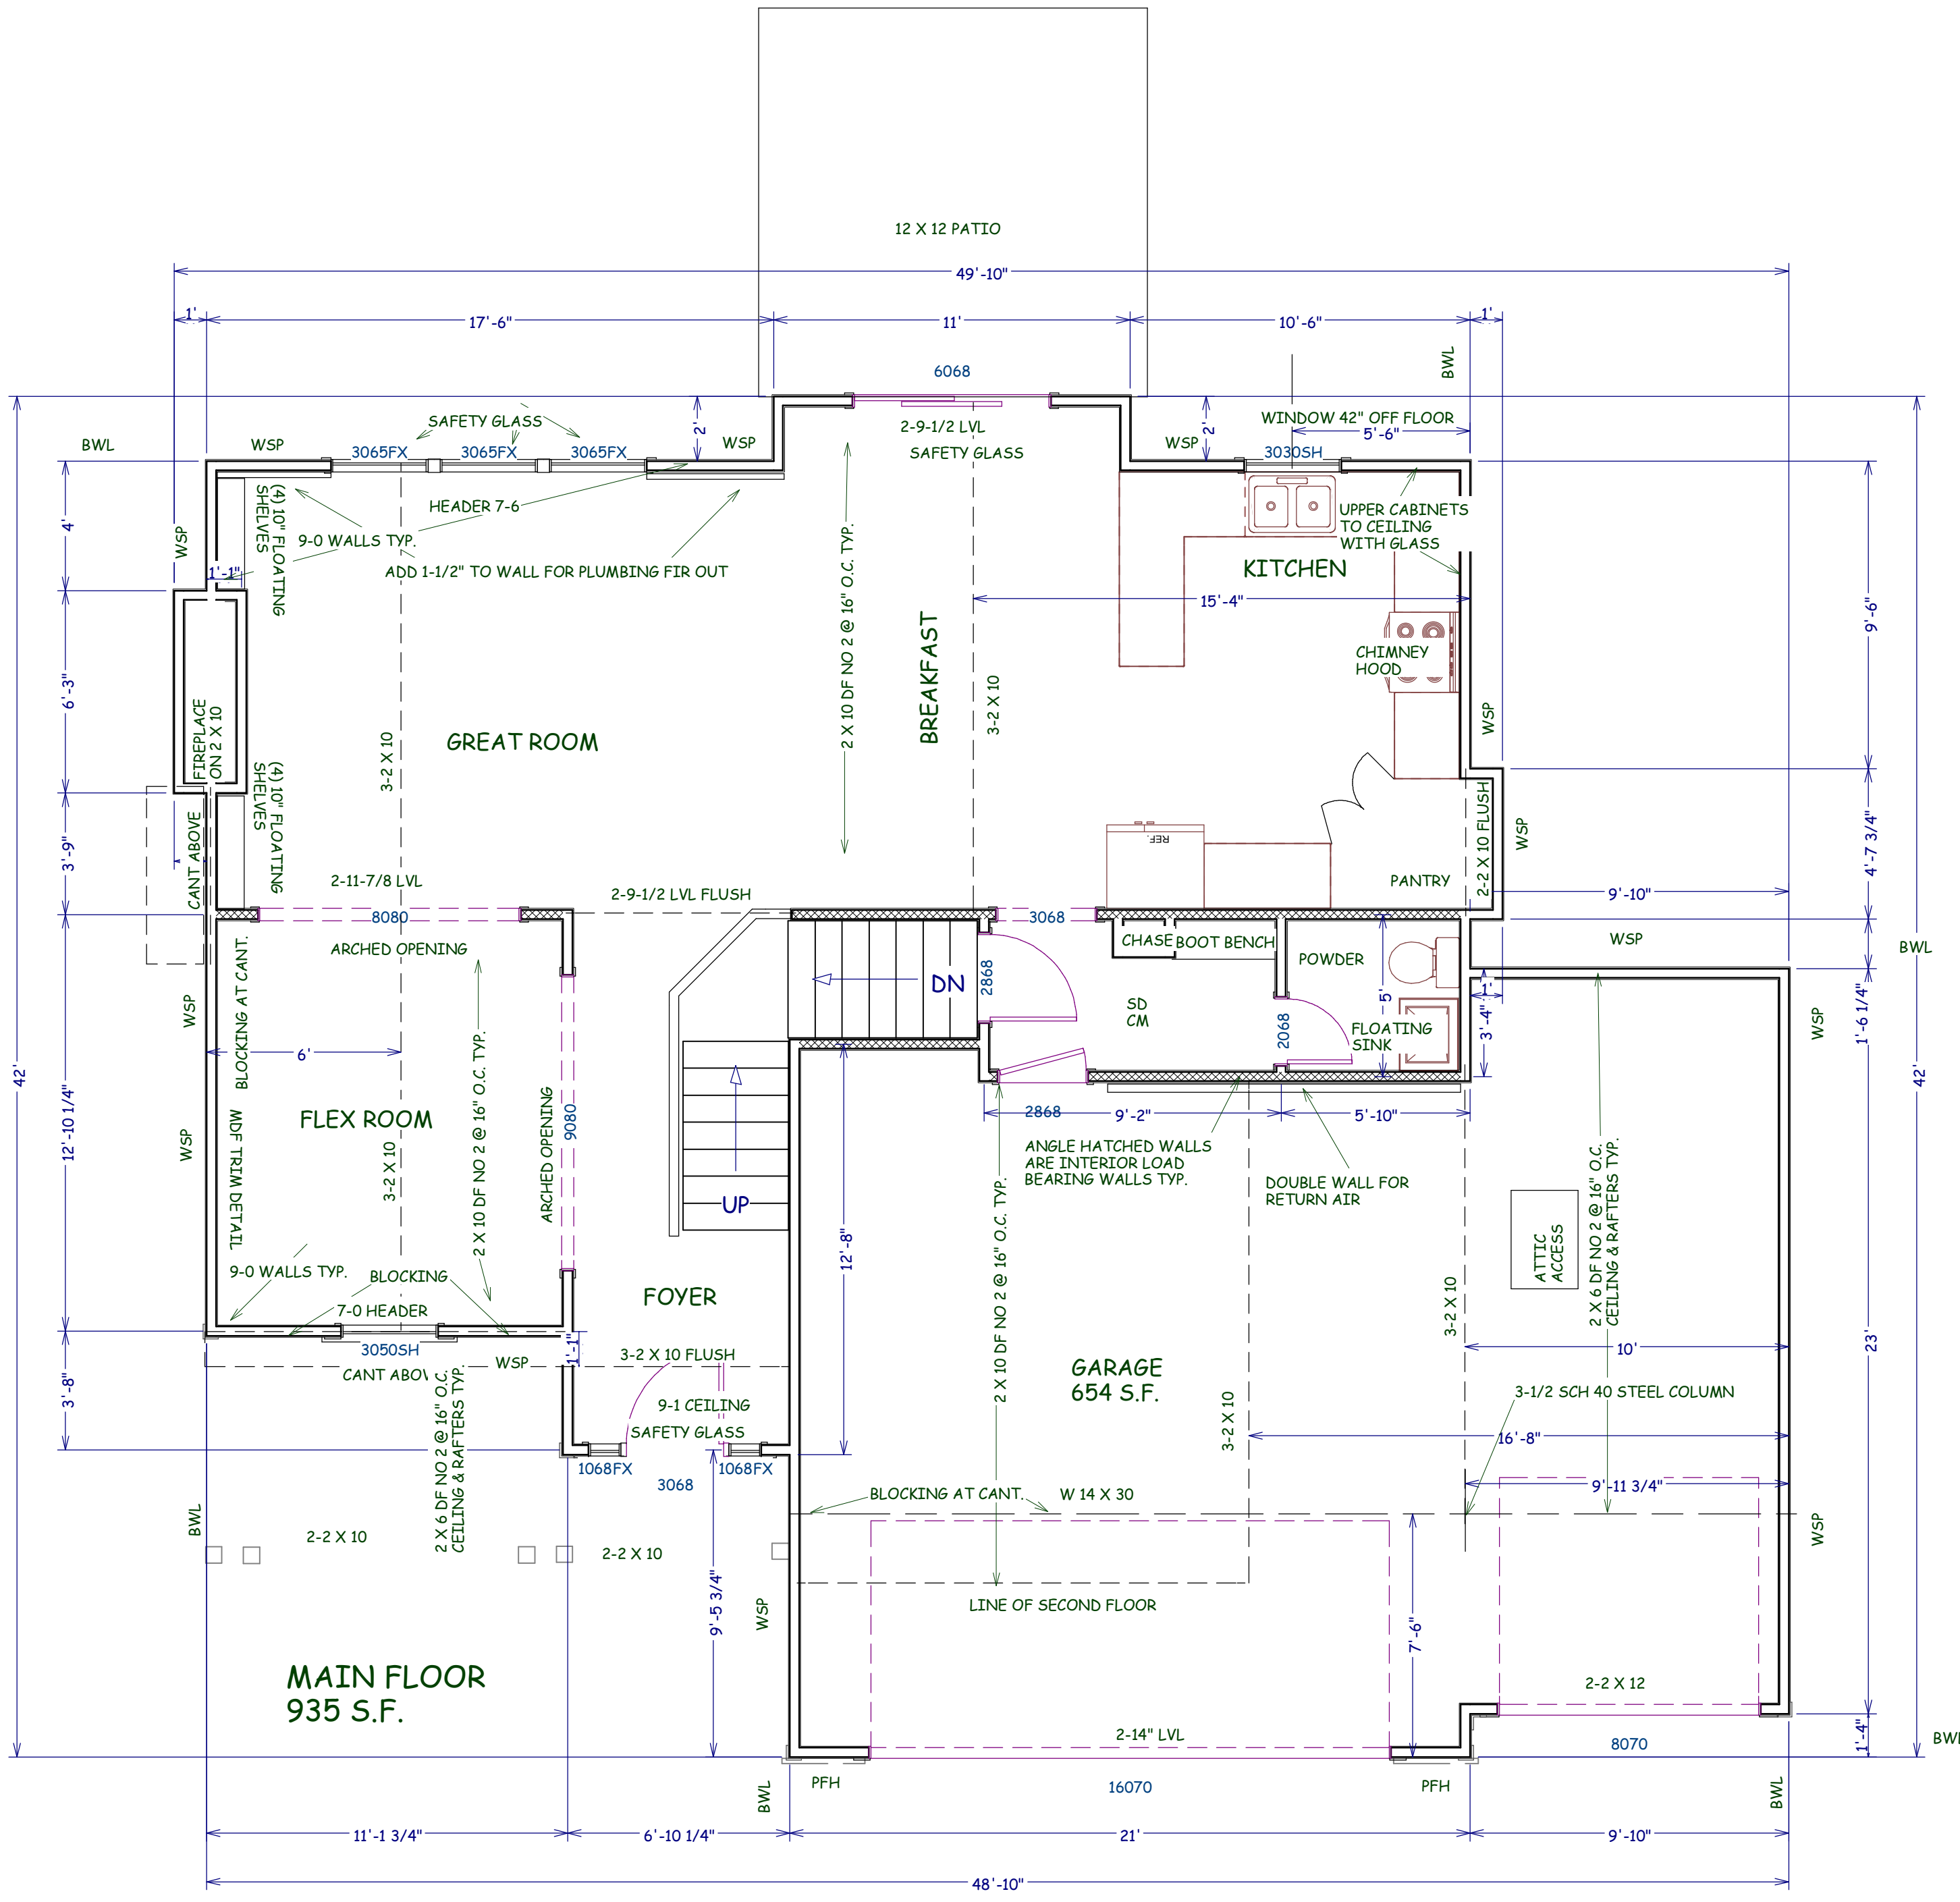 12 X 12 PATIO
49'-10"
1'
17'-6"
11'
10'-6"
1'
BWL
6068
SAFETY GLASS
WINDOW 42" OFF FLOOR
5'-6"
BWL
WSP
3065FX
3065FX
3065FX
WSP
2'
2-9-1/2 LVL
SAFETY GLASS
WSP
2'
3030SH
4'
WSP
(4) 10" FLOATING
SHELVES
HEADER 7-6
9-0 WALLS TYP.
1'-1"
ADD 1-1/2" TO WALL FOR PLUMBING FIR OUT
UPPER CABINETS
TO CEILING
WITH GLASS
KITCHEN
15'-4"
9'-6"
2 X 10 DF NO 2 @ 16" O.C. TYP.
BREAKFAST
3-2 X 10
CHIMNEY
HOOD
WSP
6'-3"
FIREPLACE
ON 2 X 10
GREAT ROOM
3-2 X 10
(4) 10" FLOATING
SHELVES
CANT ABOVE
3'-9"
REF.
PANTRY
2-2 X 10 FLUSH
WSP
4'-7 3/4"
9'-10"
2-11-7/8 LVL
2-9-1/2 LVL FLUSH
8080
3068
ARCHED OPENING
CHASE
BOOT BENCH
POWDER
WSP
BWL
BLOCKING AT CANT.
WSP
DN
2868
SD
CM
2068
5'
FLOATING
SINK
1'
3'-4"
1'-6 1/4"
WSP
6'
2 X 10 DF NO 2 @ 16" O.C. TYP.
42'
42'
12'-10 1/4"
WSP
MDF TRIM DETAIL
FLEX ROOM
3-2 X 10
ARCHED OPENING
9080
UP
2868
9'-2"
5'-10"
ANGLE HATCHED WALLS
ARE INTERIOR LOAD
BEARING WALLS TYP.
DOUBLE WALL FOR
RETURN AIR
12'-8"
2 X 10 DF NO 2 @ 16" O.C. TYP.
ATTIC
ACCESS
2 X 6 DF NO 2 @ 16" O.C.
CEILING & RAFTERS TYP.
9-0 WALLS TYP.
BLOCKING
7-0 HEADER
FOYER
3-2 X 10
10'
23'
3050SH
WSP
1'-1"
3-2 X 10 FLUSH
CANT ABOV
3'-8"
2 X 6 DF NO 2 @ 16" O.C.
CEILING & RAFTERS TYP.
9-1 CEILING
SAFETY GLASS
GARAGE
654 S.F.
3-2 X 10
3-1/2 SCH 40 STEEL COLUMN
16'-8"
1068FX
1068FX
3068
9'-11 3/4"
BLOCKING AT CANT.
W 14 X 30
BWL
2-2 X 10
2-2 X 10
WSP
WSP
9'-5 3/4"
LINE OF SECOND FLOOR
7'-6"
MAIN FLOOR
935 S.F.
2-2 X 12
2-14" LVL
8070
1'-4"
BWL
PFH
16070
PFH
BWL
BWL
11'-1 3/4"
6'-10 1/4"
21'
9'-10"
48'-10"